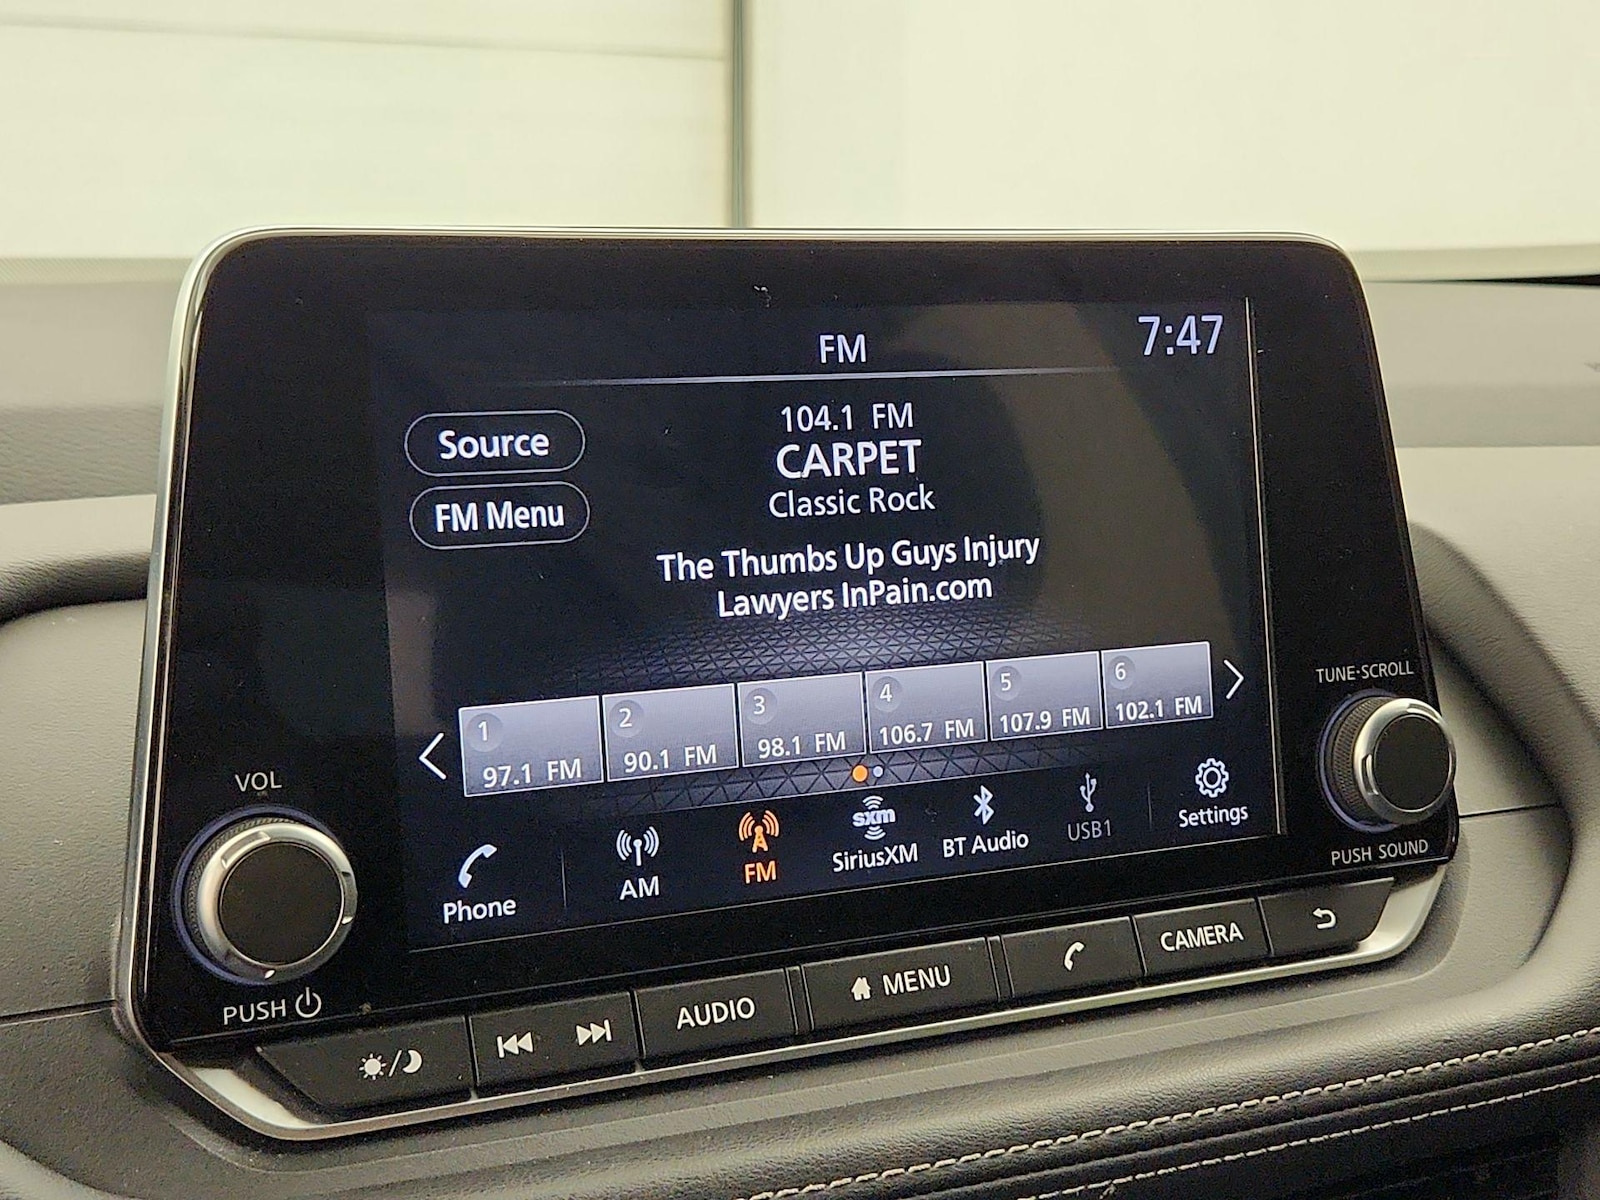 FM
7:47
Source
FM Menu
104.1 FM
CARPET
Classic Rock
The Thumbs Up Guys Injury
Lawyers InPain.com
1
97.1 FM
2
90.1 FM
3
98.1 FM
4
106.7 FM
5
107.9 FM
6
102.1 FM
Phone
AM
FM
sxm
SiriusXM
BT Audio
USB1
Settings
VOL
PUSH
TUNE·SCROLL
PUSH SOUND
AUDIO
MENU
CAMERA